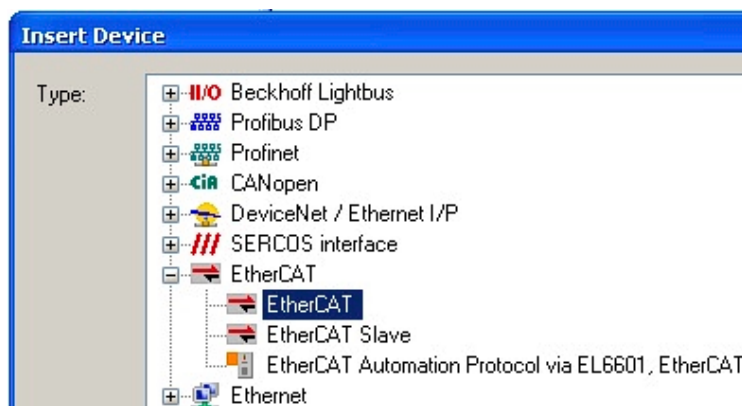 Insert Device
Type:
II/O Beckhoff Lightbus
Profibus DP
Profinet
CiA CANopen
DeviceNet / Ethernet I/P
SERCOS interface
EtherCAT
EtherCAT
EtherCAT Slave
EtherCAT Automation Protocol via EL6601, EtherCAT
Ethernet